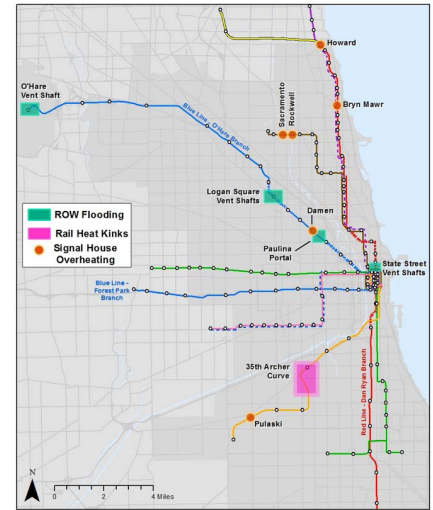 Howard
O'Hare
Vent Shaft
Bryn Mawr
Sacramento
Rockwell
Blue Line - O'Hare Branch
Logan Square
Vent Shafts
Damen
ROW Flooding
Rail Heat Kinks
Signal House
Overheating
Paulina
Portal
State Street
Vent Shafts
Blue Line -
Forest Park
Branch
35th Archer
Curve
Red Line - Dan Ryan Branch
Pulaski
N
0 2 4 Miles